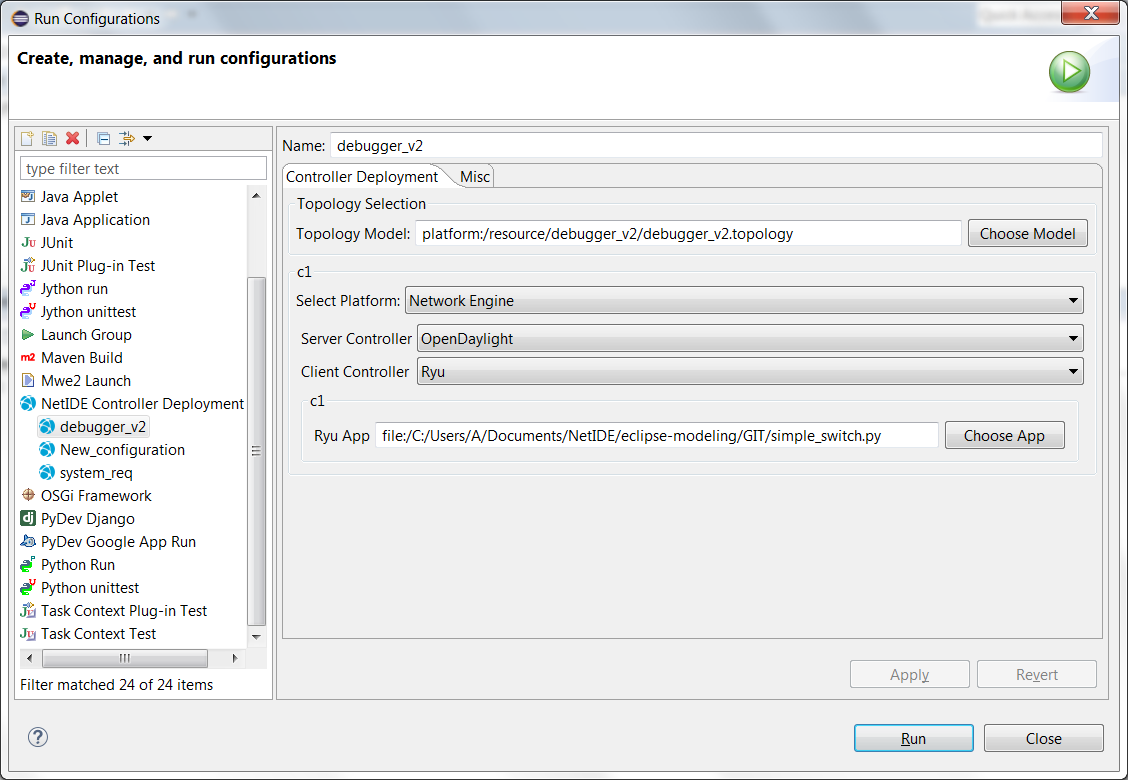 Run Configurations
Create, manage, and run configurations
type filter text
Java Applet
Java Application
JUnit
JUnit Plug-in Test
Jython run
Jython unittest
Launch Group
Maven Build
Mwe2 Launch
NetIDE Controller Deployment
debugger_v2
New_configuration
system_req
OSGi Framework
PyDev Django
PyDev Google App Run
Python Run
Python unittest
Task Context Plug-in Test
Task Context Test
Filter matched 24 of 24 items
Name: debugger_v2
Controller Deployment Misc
Topology Selection
Topology Model: platform:/resource/debugger_v2/debugger_v2.topology Choose Model
c1
Select Platform: Network Engine
Server Controller OpenDaylight
Client Controller Ryu
c1
Ryu App file:/C:/Users/A/Documents/NetIDE/eclipse-modeling/GIT/simple_switch.py Choose App
Apply Revert
Run Close